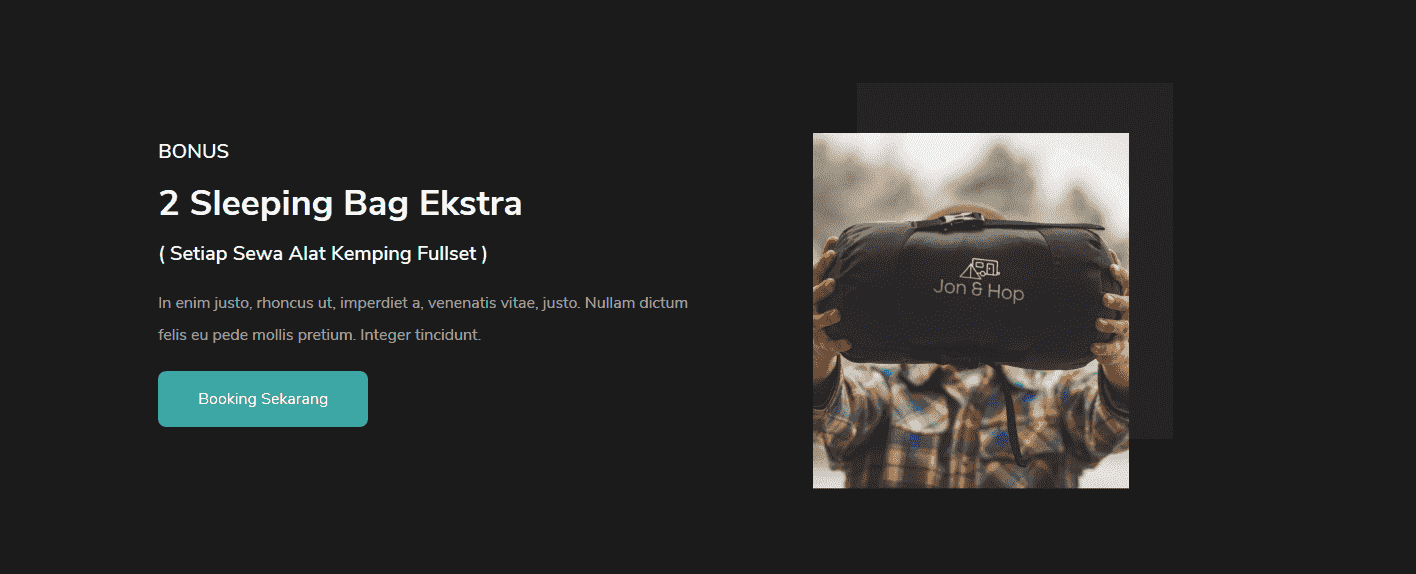 BONUS
2 Sleeping Bag Ekstra
( Setiap Sewa Alat Kemping Fullset )
In enim justo, rhoncus ut, imperdiet a, venenatis vitae, justo. Nullam dictum
felis eu pede mollis pretium. Integer tincidunt.
Booking Sekarang
Jon & Hop